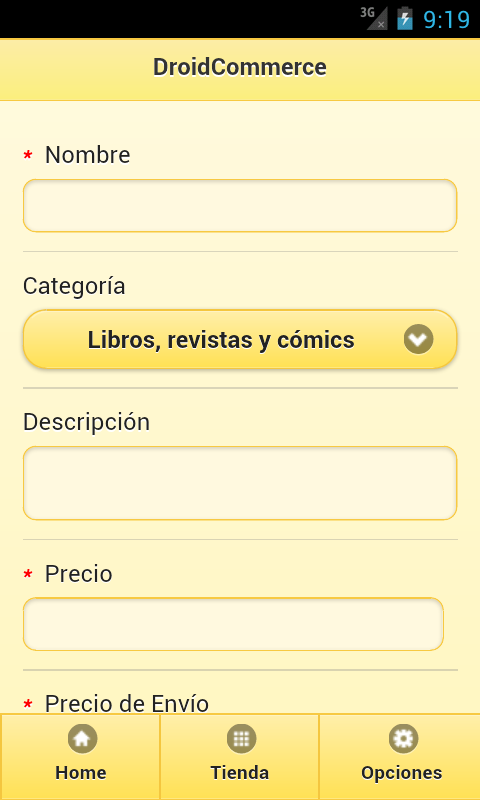 3G 9:19
DroidCommerce
* Nombre
Categoría
Libros, revistas y cómics
Descripción
* Precio
* Precio de Envío
Home Tienda Opciones